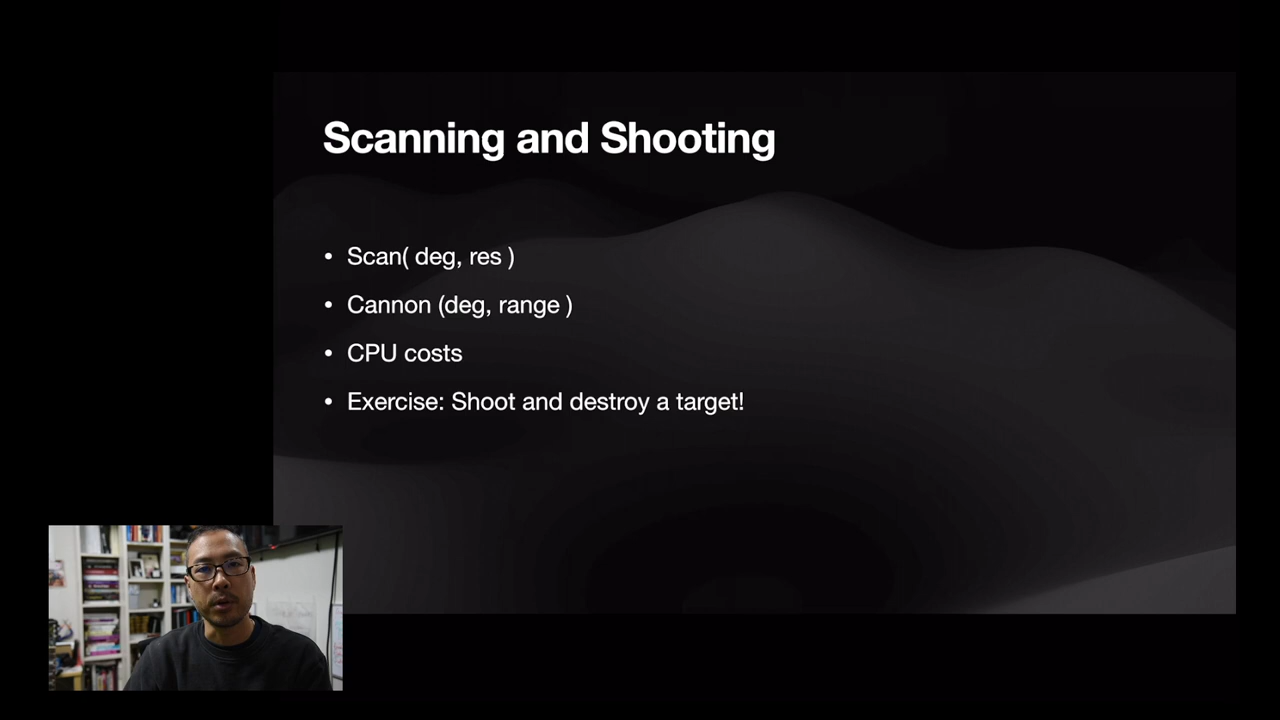 Scanning and Shooting
• Scan( deg, res )
• Cannon (deg, range )
• CPU costs
• Exercise: Shoot and destroy a target!